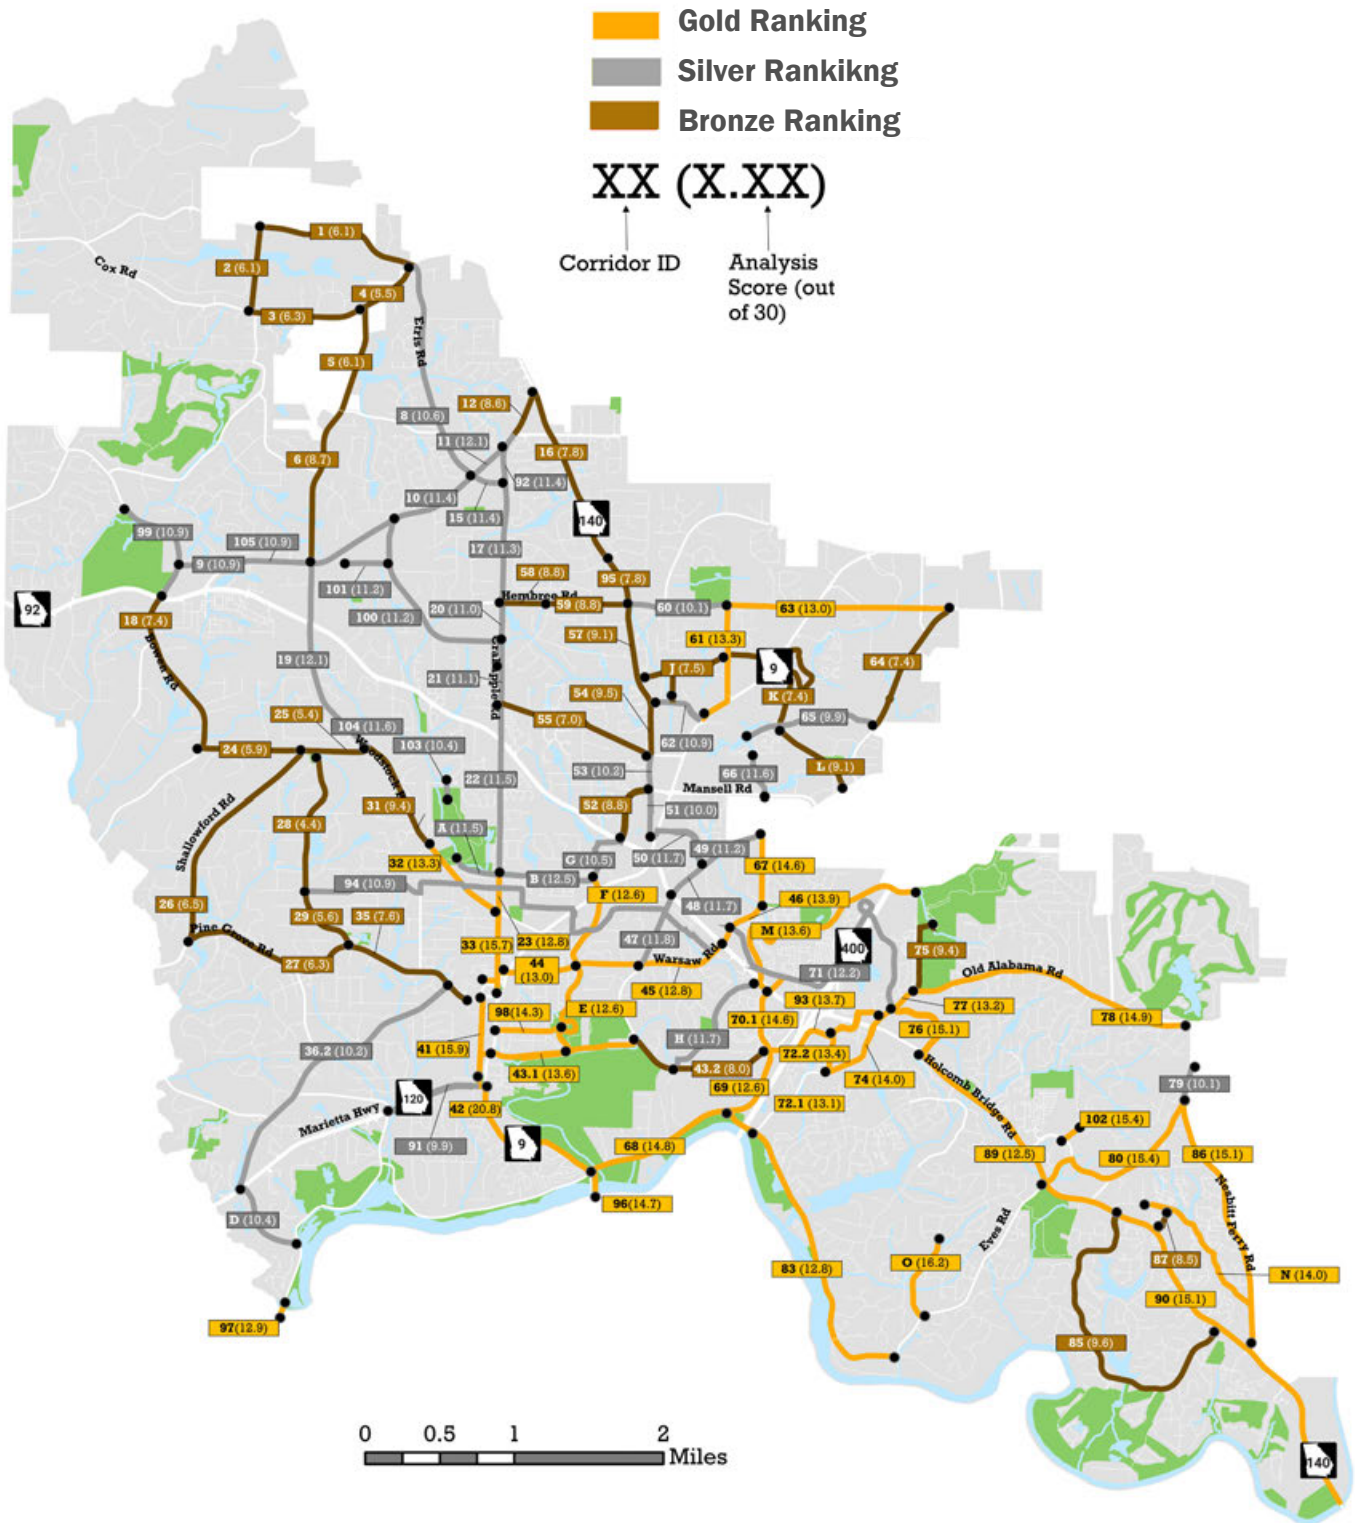 Gold Ranking
Silver Rankikng
Bronze Ranking
XX (X.XX)
Corridor ID
Analysis
Score (out
of 30)
1 (6.1)
2 (6.1)
Cox Rd
4 (5.5)
3 (6.3)
Etris Rd
5 (6.1)
12 (8.6)
8 (10.6)
11 (12.1)
16 (7.8)
6 (8.7)
92 (11.4)
10 (11.4)
15 (11.4)
140
99 (10.9)
105 (10.9)
17 (11.3)
9 (10.9)
58 (8.8)
95 (7.8)
101 (11.2)
Hembree Rd
59 (8.8)
60 (10.1)
63 (13.0)
92
20 (11.0)
100 (11.2)
18 (7.4)
57 (9.1)
61 (13.3)
Bowen Rd
19 (12.1)
Crabapple Rd
J (7.5)
9
64 (7.4)
21 (11.1)
54 (9.5)
K (7.4)
25 (5.4)
55 (7.0)
65 (9.9)
104 (11.6)
24 (5.9)
103 (10.4)
62 (10.9)
Woodstock R
53 (10.2)
66 (11.6)
L (9.1)
22 (11.5)
Mansell Rd
Shallowford Rd
31 (9.4)
52 (8.8)
51 (10.0)
28 (4.4)
A (11.5)
49 (11.2)
32 (13.3)
G (10.5)
50 (11.7)
67 (14.6)
94 (10.9)
B (12.5)
F (12.6)
46 (13.9)
26 (6.5)
29 (5.6)
35 (7.6)
48 (11.7)
M (13.6)
Pine Grove Rd
33 (15.7)
23 (12.8)
47 (11.8)
400
75 (9.4)
27 (6.3)
44
(13.0)
Warsaw Rd
71 (12.2)
Old Alabama Rd
45 (12.8)
93 (13.7)
77 (13.2)
98(14.3)
E (12.6)
70.1 (14.6)
78 (14.9)
76 (15.1)
36.2 (10.2)
41 (15.9)
H (11.7)
72.2 (13.4)
43.1 (13.6)
43.2 (8.0)
74 (14.0)
Holcomb Bridge Rd
79 (10.1)
69 (12.6)
120
72.1 (13.1)
42 (20.8)
Marietta Hwy
102 (15.4)
91 (9.9)
9
68 (14.8)
89 (12.5)
80 (15.4)
86 (15.1)
96(14.7)
Nesbitt Ferry Rd
D (10.4)
Eves Rd
83 (12.8)
O (16.2)
87 (8.5)
N (14.0)
90 (15.1)
97(12.9)
85 (9.6)
0 0.5 1 2
Miles
140